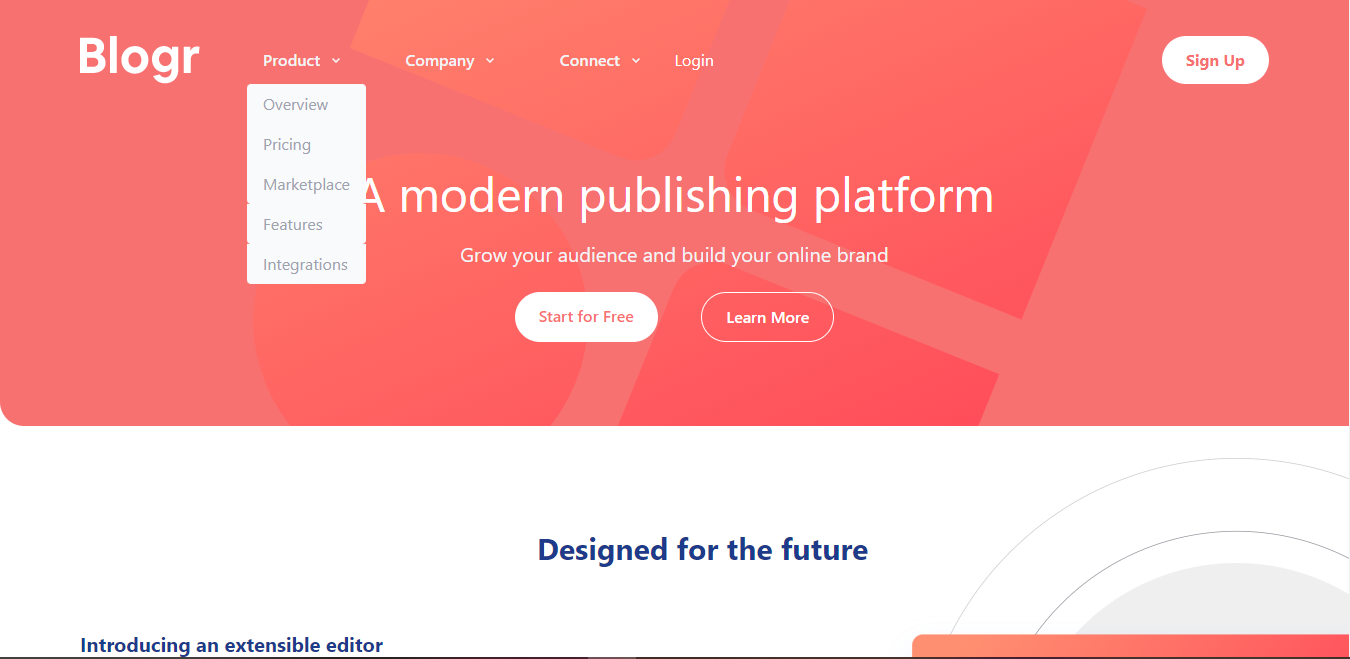 Blogr
Product Company Connect Login Sign Up
Overview
Pricing
Marketplace
Features
Integrations
A modern publishing platform
Grow your audience and build your online brand
Start for Free Learn More
Designed for the future
Introducing an extensible editor